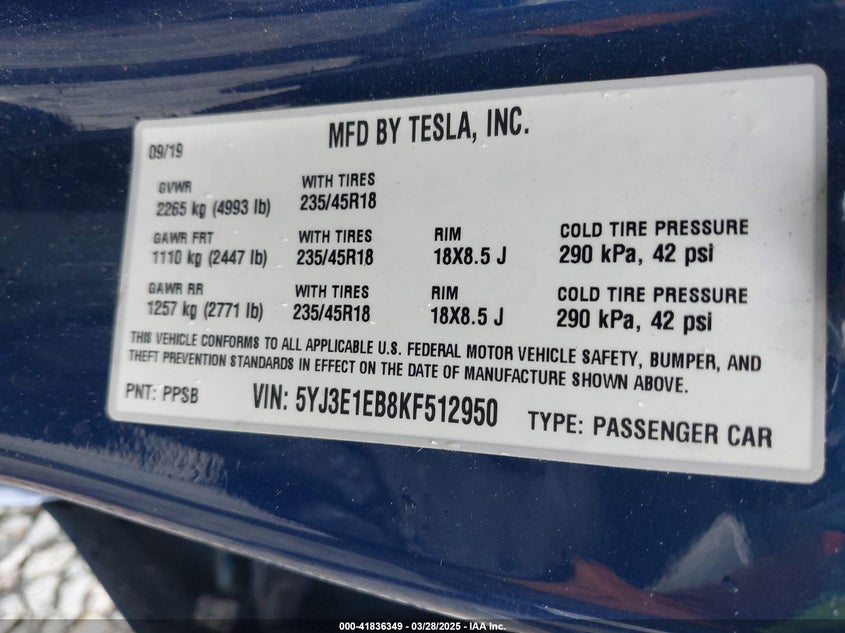 MFD BY TESLA, INC.
09/19
GVWR WITH TIRES
2265 kg (4993 lb) 235/45R18
GAWR FRT WITH TIRES RIM COLD TIRE PRESSURE
1110 kg (2447 lb) 235/45R18 18X8.5 J 290 kPa, 42 psi
GAWR RR WITH TIRES RIM COLD TIRE PRESSURE
1257 kg (2771 lb) 235/45R18 18X8.5 J 290 kPa, 42 psi
THIS VEHICLE CONFORMS TO ALL APPLICABLE U.S. FEDERAL MOTOR VEHICLE SAFETY, BUMPER, AND
THEFT PREVENTION STANDARDS IN EFFECT ON THE DATE OF MANUFACTURE SHOWN ABOVE.
PNT: PPSB VIN: 5YJ3E1EB8KF512950 TYPE: PASSENGER CAR
000-41836349 - 03/28/2025 - IAA Inc.